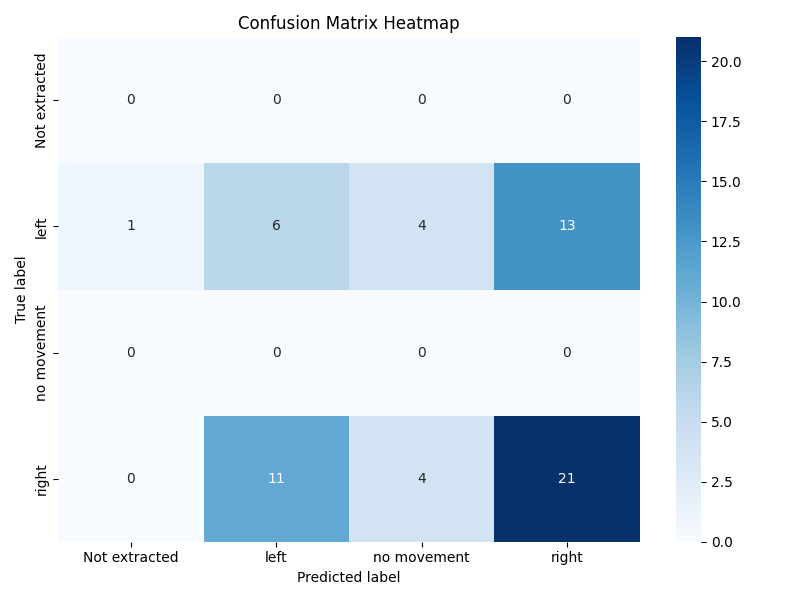 Confusion Matrix Heatmap
Not extracted
0 0 0 0
left
1 6 4 13
no movement
0 0 0 0
right
0 11 4 21
True label
Not extracted left no movement right
Predicted label
20.0
17.5
15.0
12.5
10.0
7.5
5.0
2.5
0.0